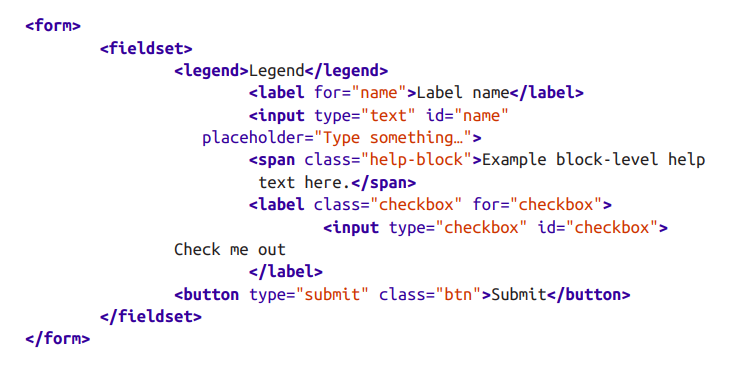 <form>
<fieldset>
<legend>Legend</legend>
<label for="name">Label name</label>
<input type="text" id="name"
placeholder="Type something…">
<span class="help-block">Example block-level help
text here.</span>
<label class="checkbox" for="checkbox">
<input type="checkbox" id="checkbox">
Check me out
</label>
<button type="submit" class="btn">Submit</button>
</fieldset>
</form>